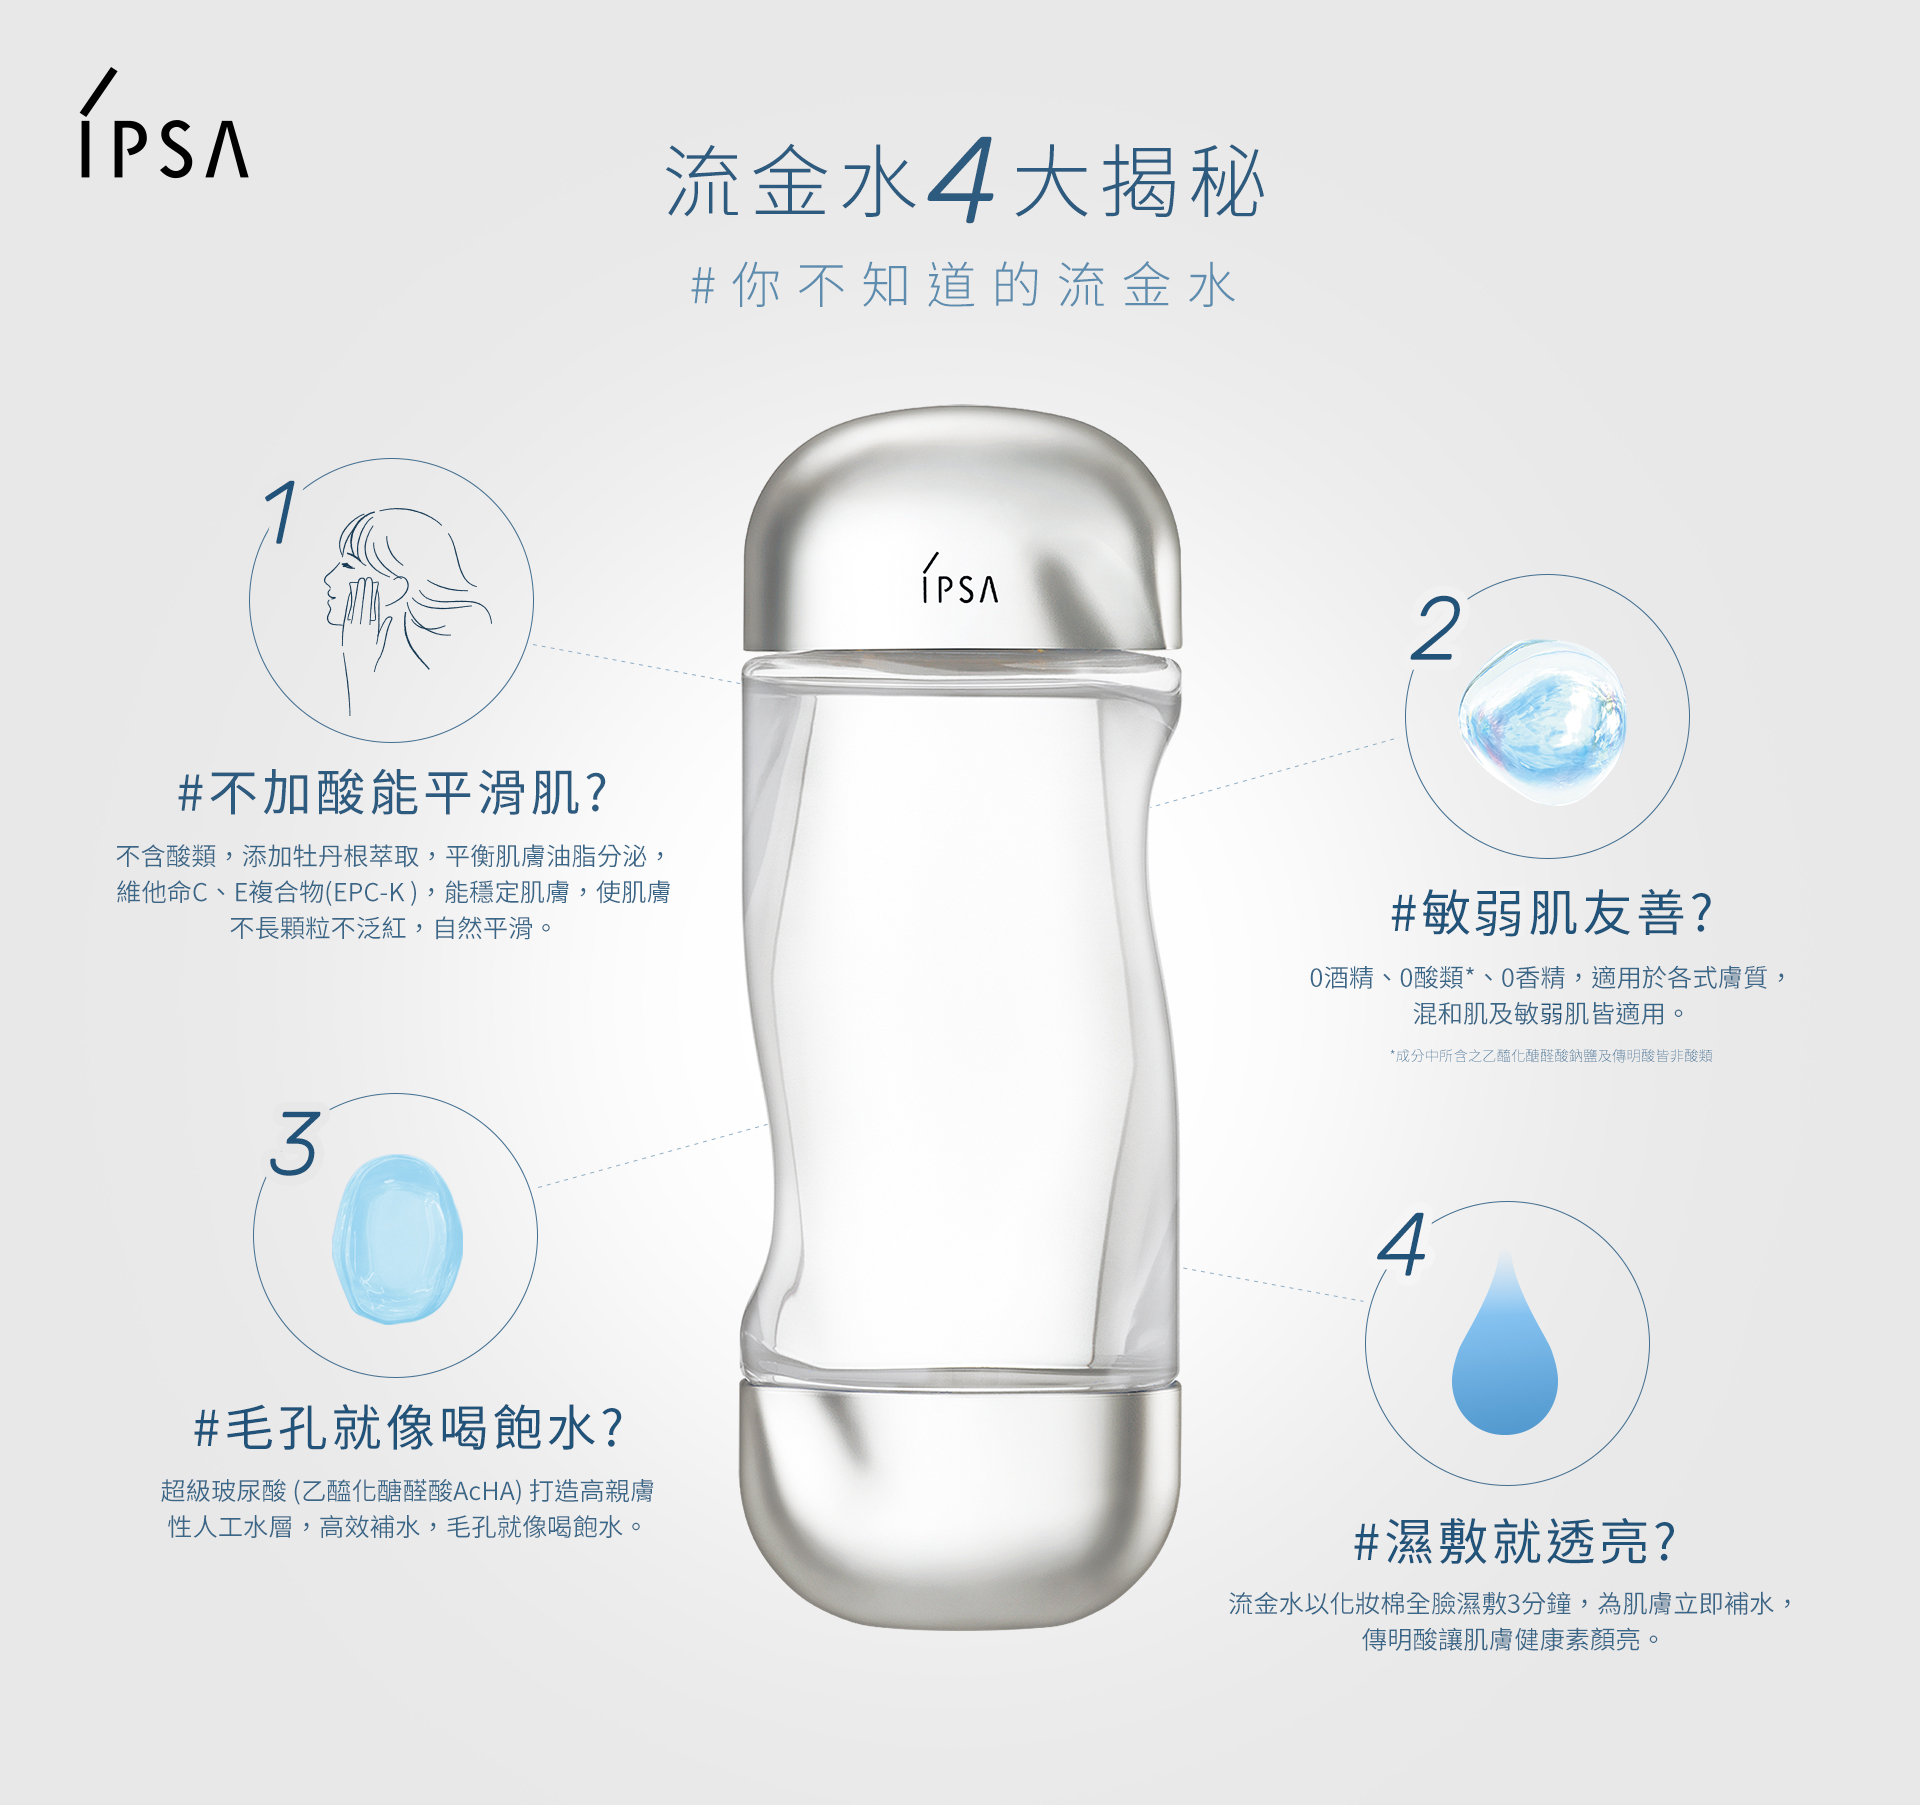 IPSA
流金水4大揭秘
#你不知道的流金水
IPSA
1
#不加酸能平滑肌?
不含酸類，添加牡丹根萃取，平衡肌膚油脂分泌，
維他命C、E複合物(EPC-K )，能穩定肌膚，使肌膚
不長顆粒不泛紅，自然平滑。
2
#敏弱肌友善?
0酒精、0酸類*、0香精，適用於各式膚質，
混和肌及敏弱肌皆適用。
*成分中所含之乙醯化醣醛酸鈉鹽及傳明酸皆非酸類
3
#毛孔就像喝飽水?
超級玻尿酸 (乙醯化醣醛酸AcHA) 打造高親膚
性人工水層，高效補水，毛孔就像喝飽水。
4
#濕敷就透亮?
流金水以化妝棉全臉濕敷3分鐘，為肌膚立即補水，
傳明酸讓肌膚健康素顏亮。